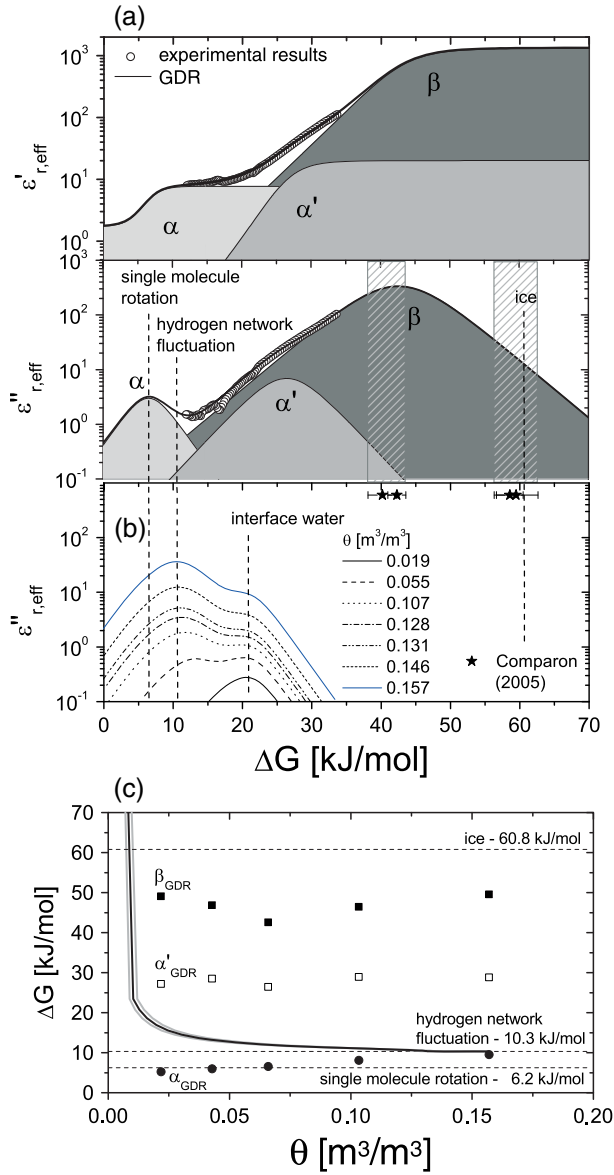 (a)
experimental results
GDR
ε'r,eff
10³
10²
10¹
10⁰
α
α'
β
10³
single molecule
rotation
hydrogen network
fluctuation
ice
ε''r,eff
10²
10¹
10⁰
10⁻¹
α
α'
β
(b)
interface water
θ [m³/m³]
0.019
0.055
0.107
0.128
0.131
0.146
0.157
Comparon
(2005)
ε''r,eff
10²
10¹
10⁰
10⁻¹
0 10 20 30 40 50 60 70
ΔG [kJ/mol]
(c)
ΔG [kJ/mol]
70
60
50
40
30
20
10
0
ice - 60.8 kJ/mol
βGDR
α'GDR
hydrogen network
fluctuation - 10.3 kJ/mol
αGDR
single molecule rotation - 6.2 kJ/mol
0.00 0.05 0.10 0.15 0.20
θ [m³/m³]